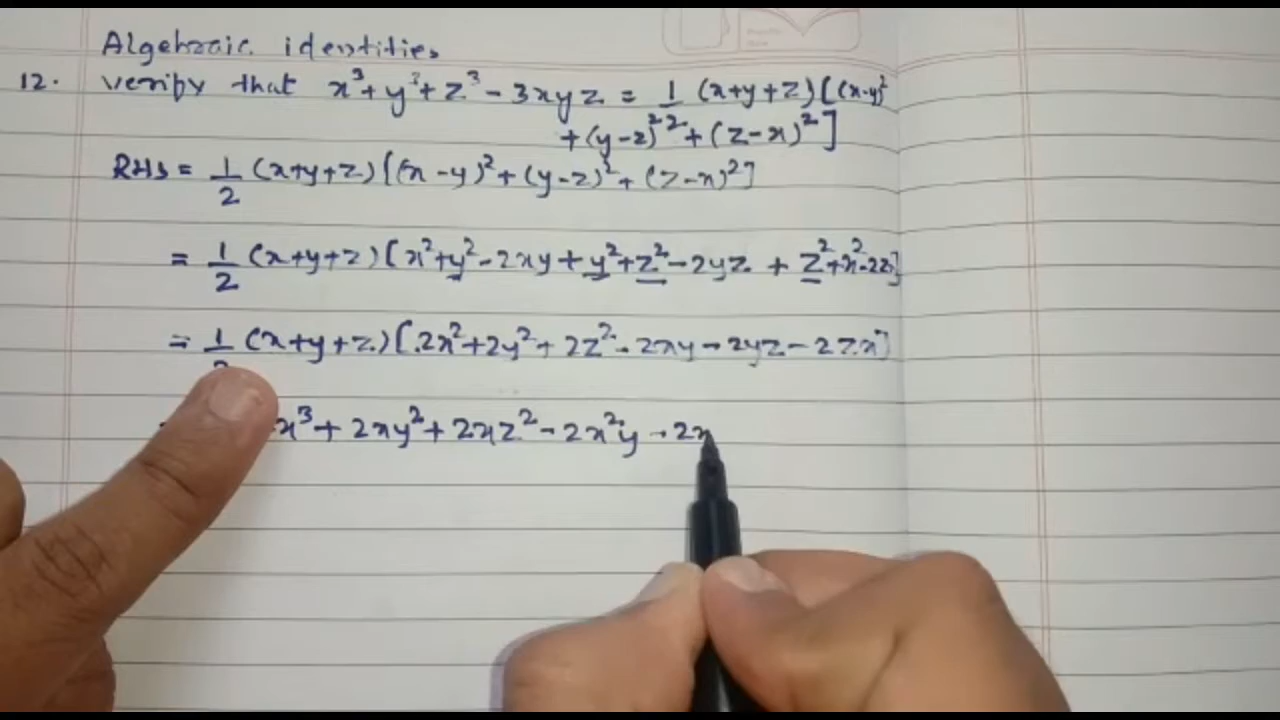 Algebraic identities
12. verify that x³+y³+z³-3xyz = 1/2 (x+y+z)[(x-y)²
+(y-z)²+(z-x)²]
RHS = 1/2 (x+y+z)[(x-y)²+(y-z)²+(z-x)²]
= 1/2 (x+y+z)[x²+y²-2xy+y²+z²-2yz+z²+x²-2zx]
= 1/2 (x+y+z)[2x²+2y²+2z²-2xy-2yz-2zx]
x³+2xy²+2xz²-2x²y-2x